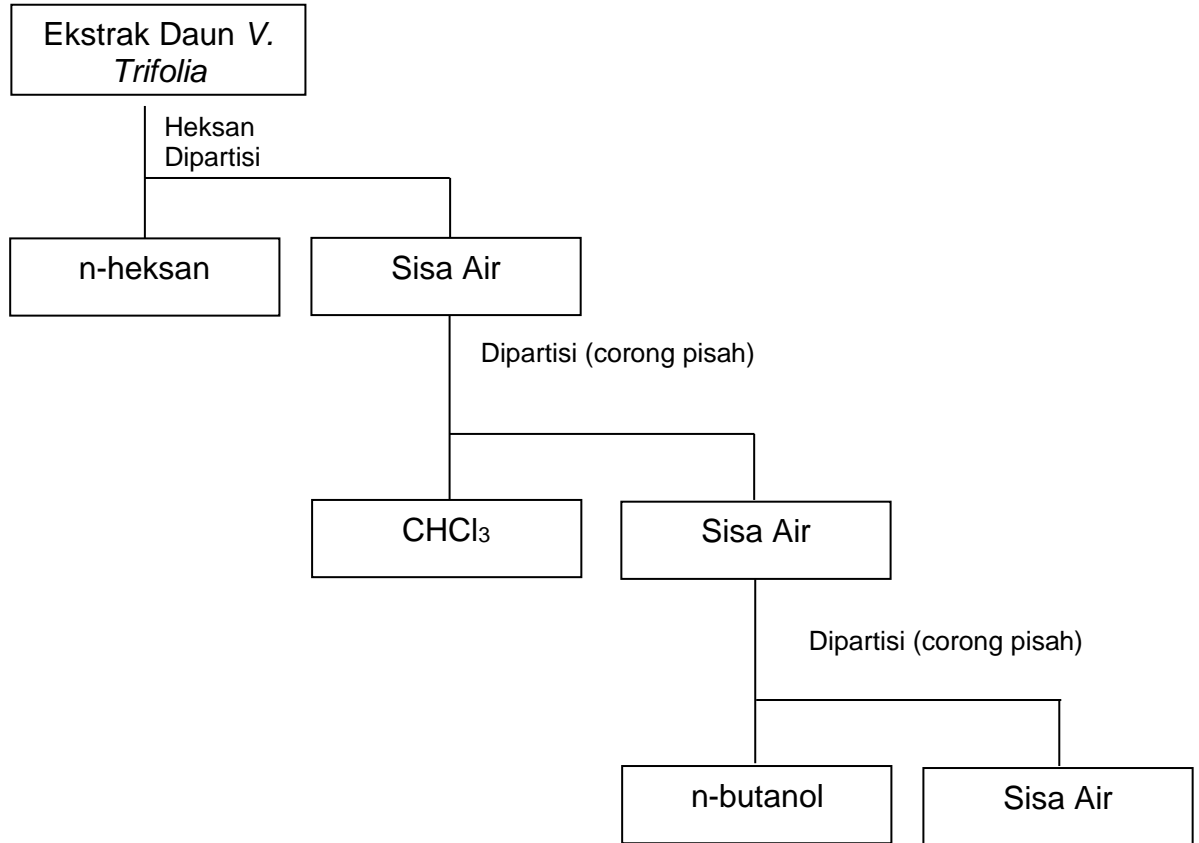 Ekstrak Daun V.
Trifolia
Heksan
Dipartisi
n-heksan
Sisa Air
Dipartisi (corong pisah)
CHCl₃
Sisa Air
Dipartisi (corong pisah)
n-butanol
Sisa Air